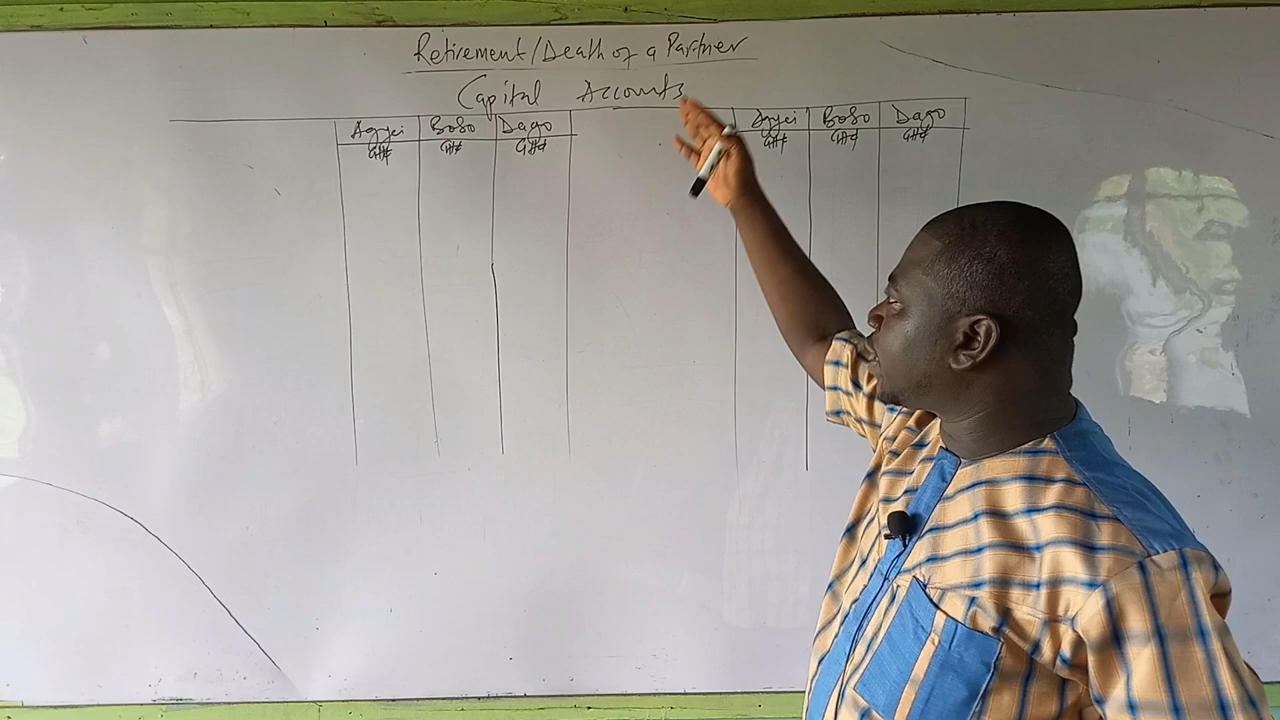 Retirement/Death of a Partner
Capital Accounts
Agyei Boso Dago Agyei Boso Dago
GH¢ GH¢ GH¢ GH¢ GH¢ GH¢